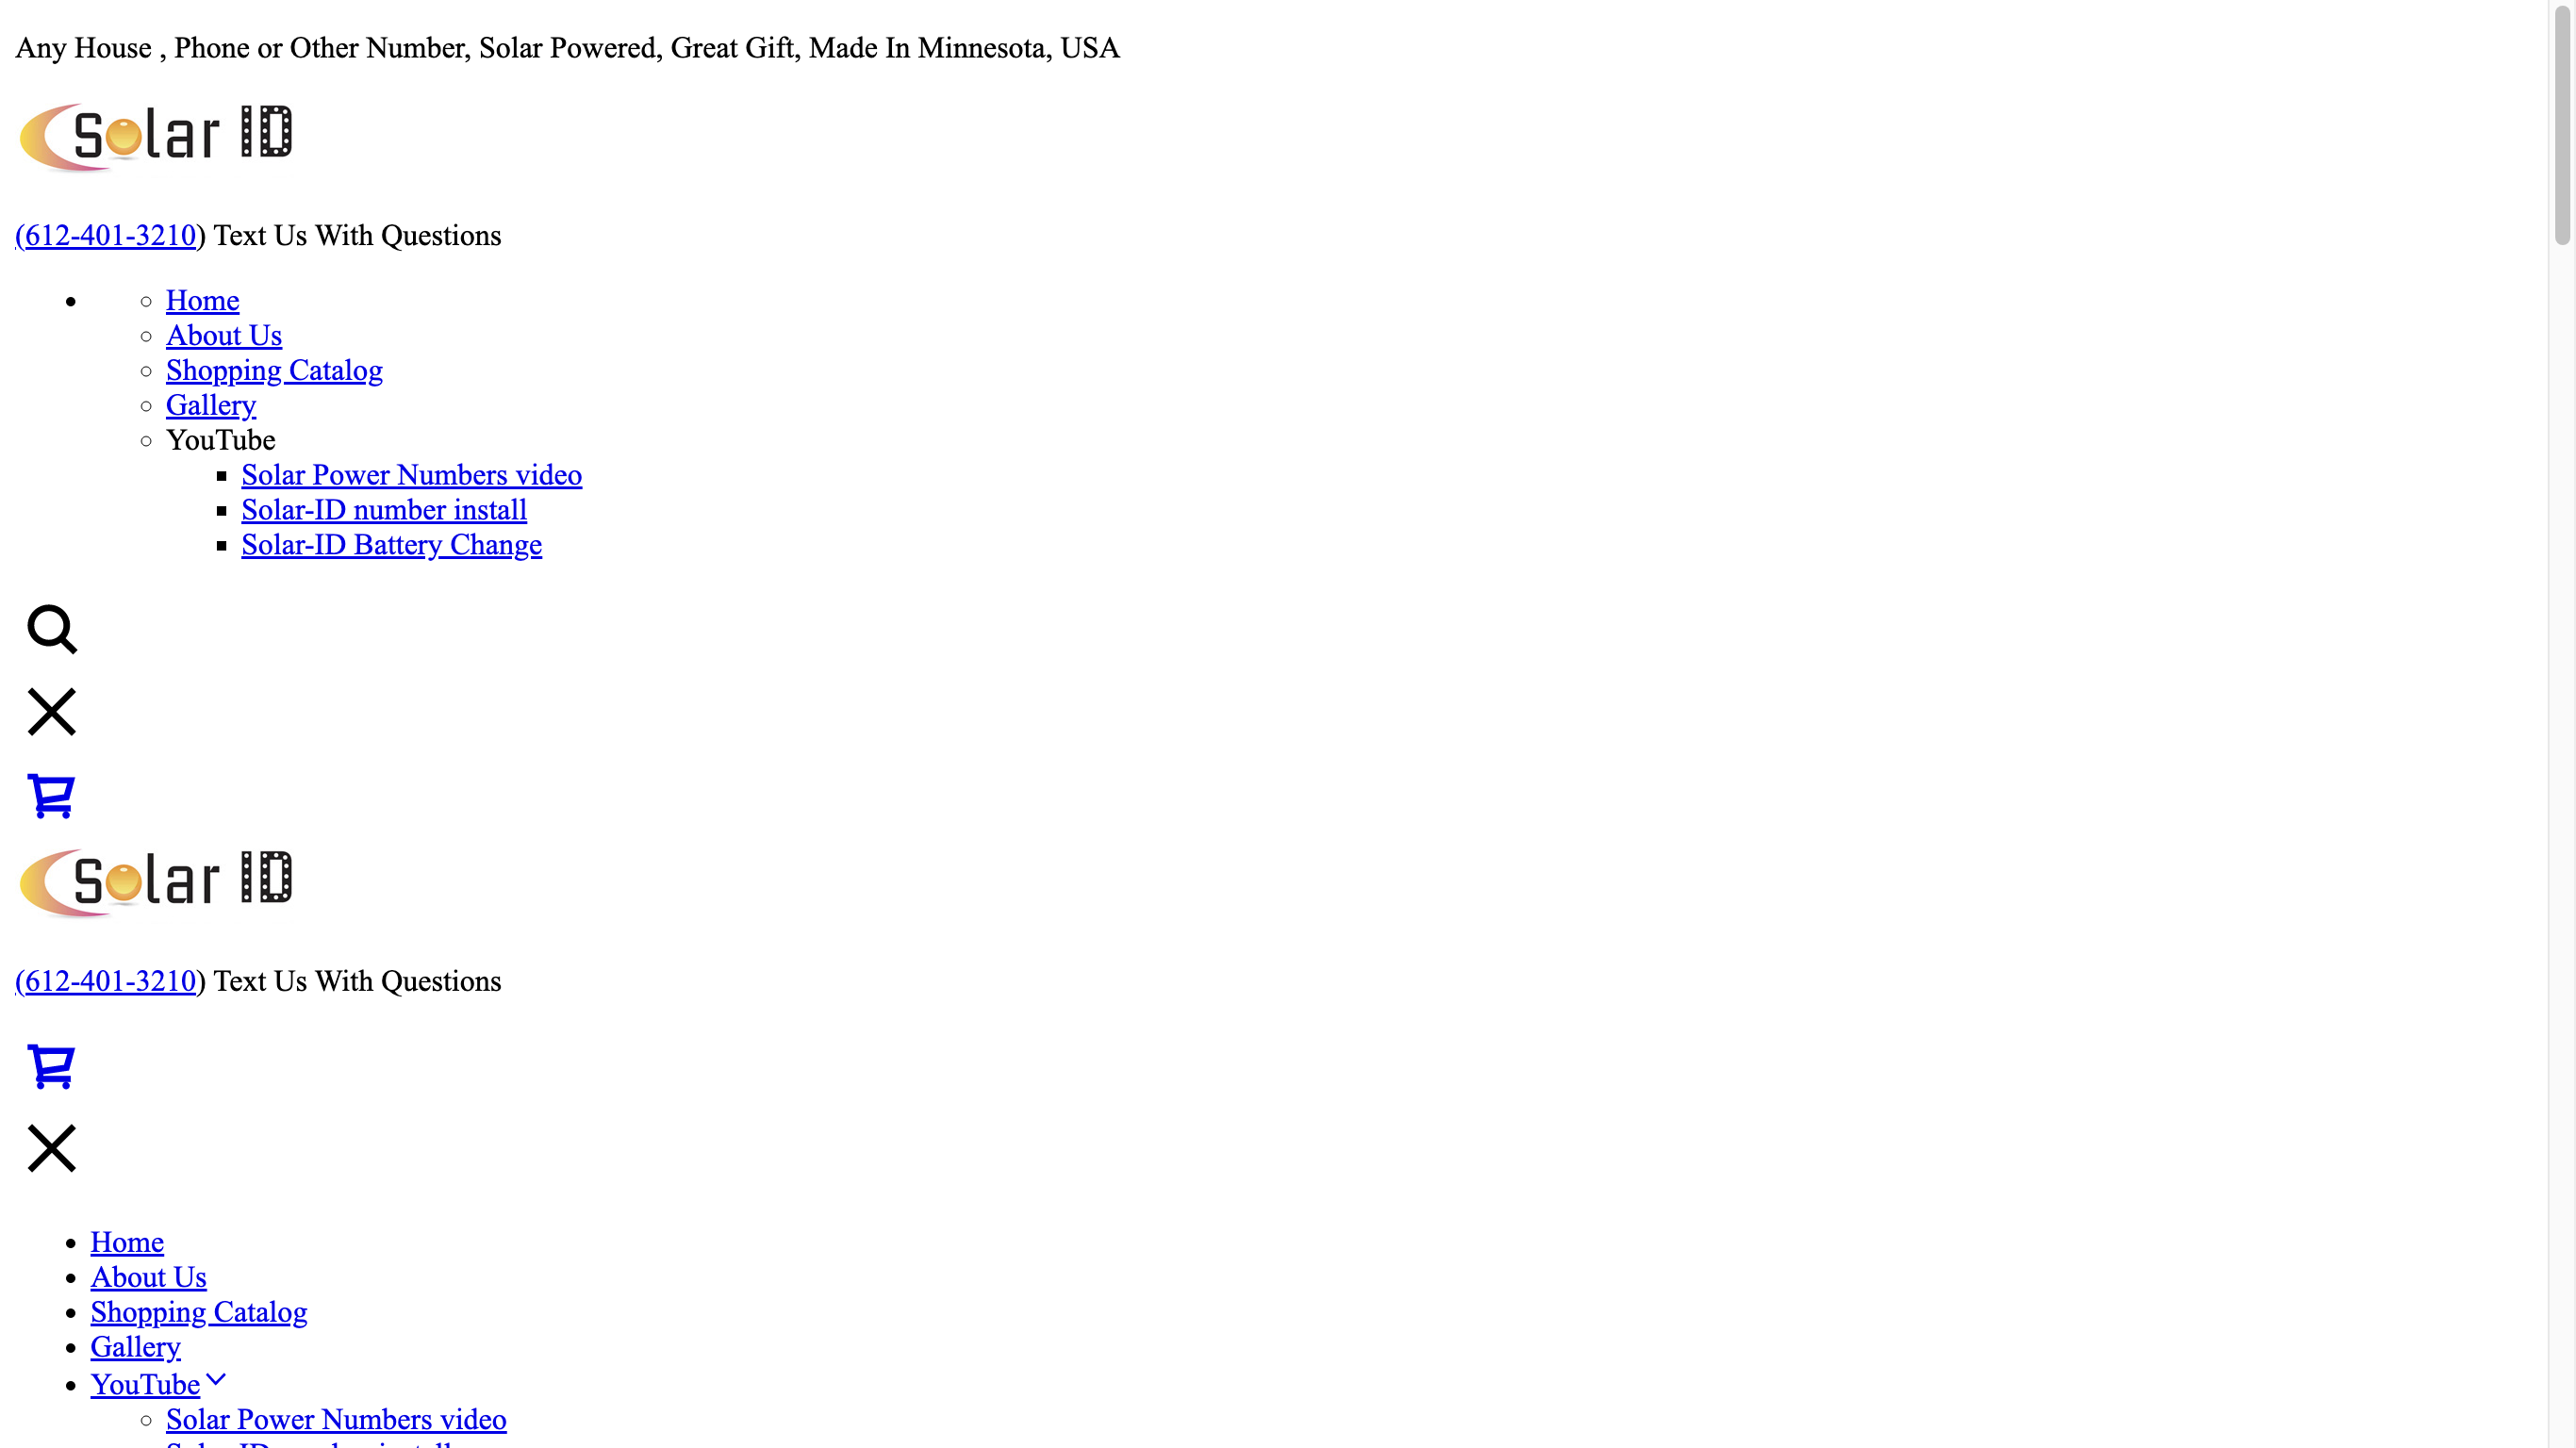 Any House , Phone or Other Number, Solar Powered, Great Gift, Made In Minnesota, USA
Solar ID
(612-401-3210) Text Us With Questions
Home
About Us
Shopping Catalog
Gallery
YouTube
Solar Power Numbers video
Solar-ID number install
Solar-ID Battery Change
Solar ID
(612-401-3210) Text Us With Questions
Home
About Us
Shopping Catalog
Gallery
YouTube
Solar Power Numbers video